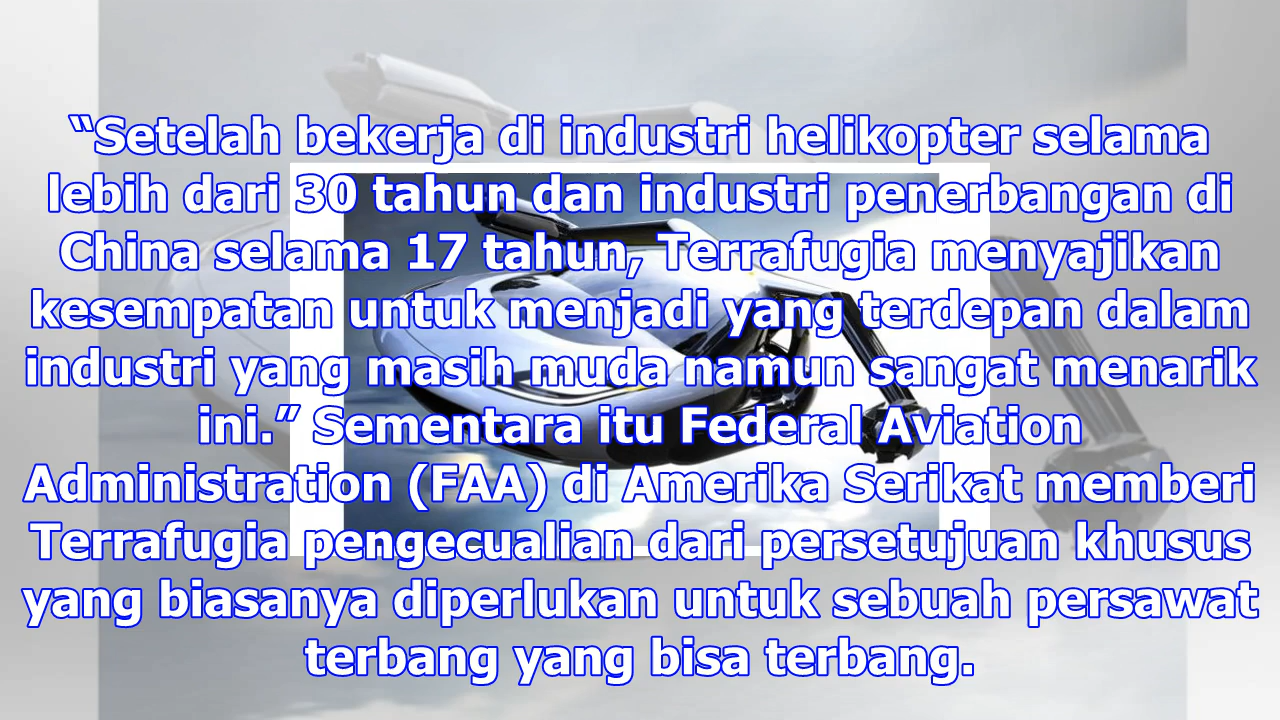 “Setelah bekerja di industri helikopter selama
lebih dari 30 tahun dan industri penerbangan di
China selama 17 tahun, Terrafugia menyajikan
kesempatan untuk menjadi yang terdepan dalam
industri yang masih muda namun sangat menarik
ini.” Sementara itu Federal Aviation
Administration (FAA) di Amerika Serikat memberi
Terrafugia pengecualian dari persetujuan khusus
yang biasanya diperlukan untuk sebuah persawat
terbang yang bisa terbang.